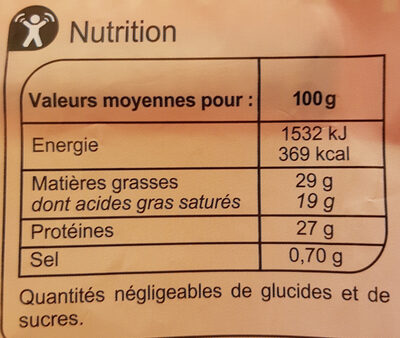 Nutrition
Valeurs moyennes pour : 100g
Energie 1532 kJ
369 kcal
Matières grasses 29 g
dont acides gras saturés 19 g
Protéines 27 g
Sel 0,70 g
Quantités négligeables de glucides et de
sucres.